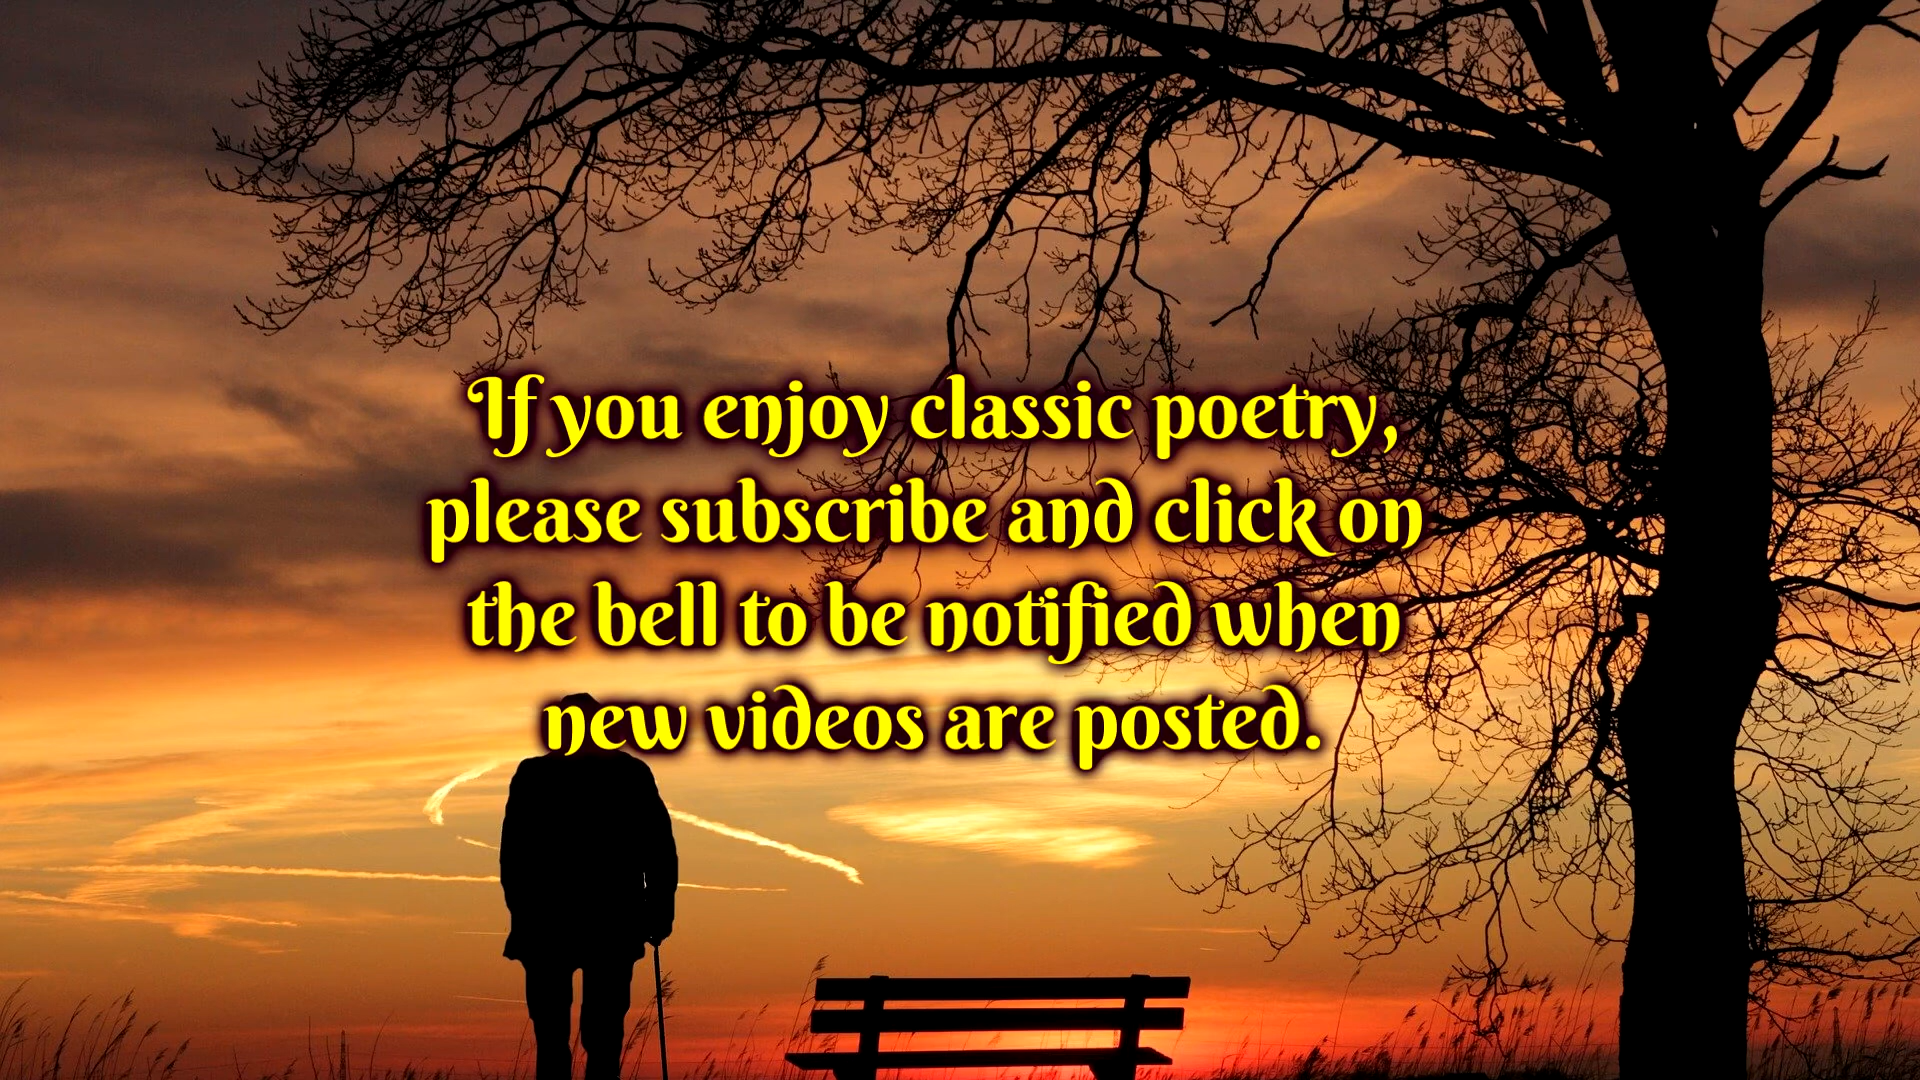 If you enjoy classic poetry,
please subscribe and click on
the bell to be notified when
new videos are posted.